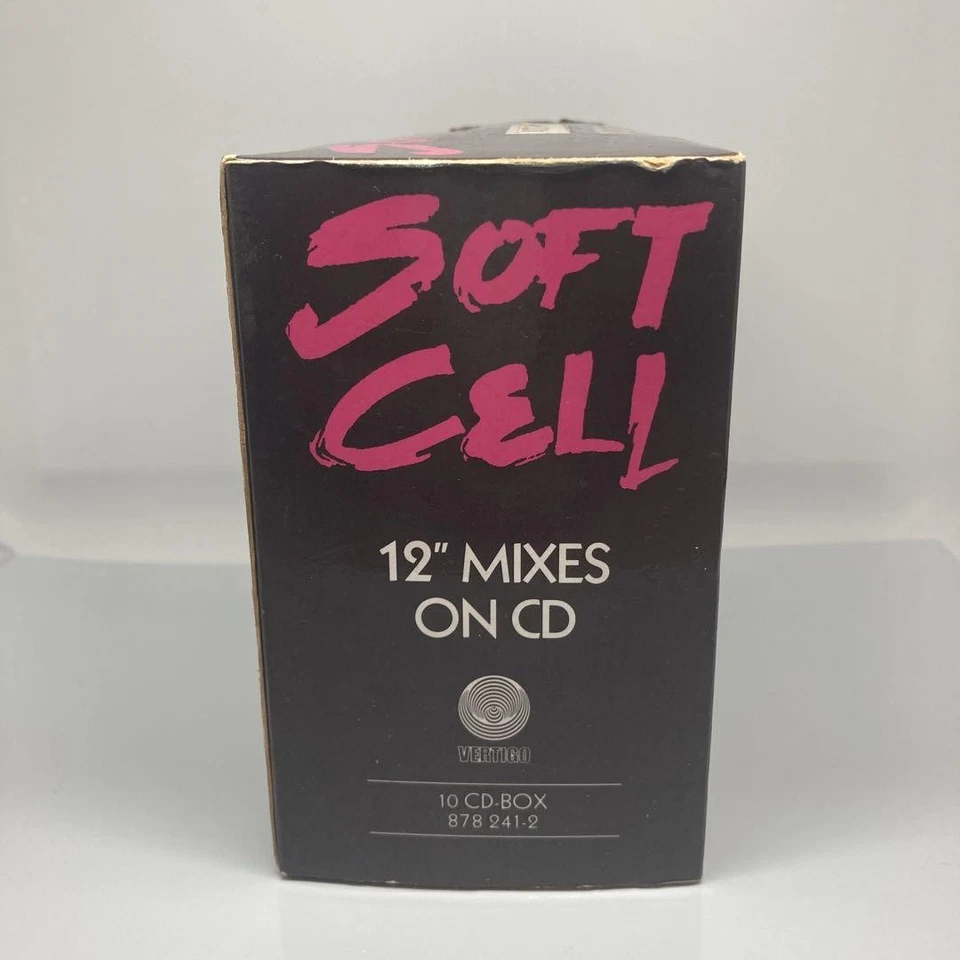 SOFT
CELL
12" MIXES
ON CD
VERTIGO
10 CD-BOX
878 241-2